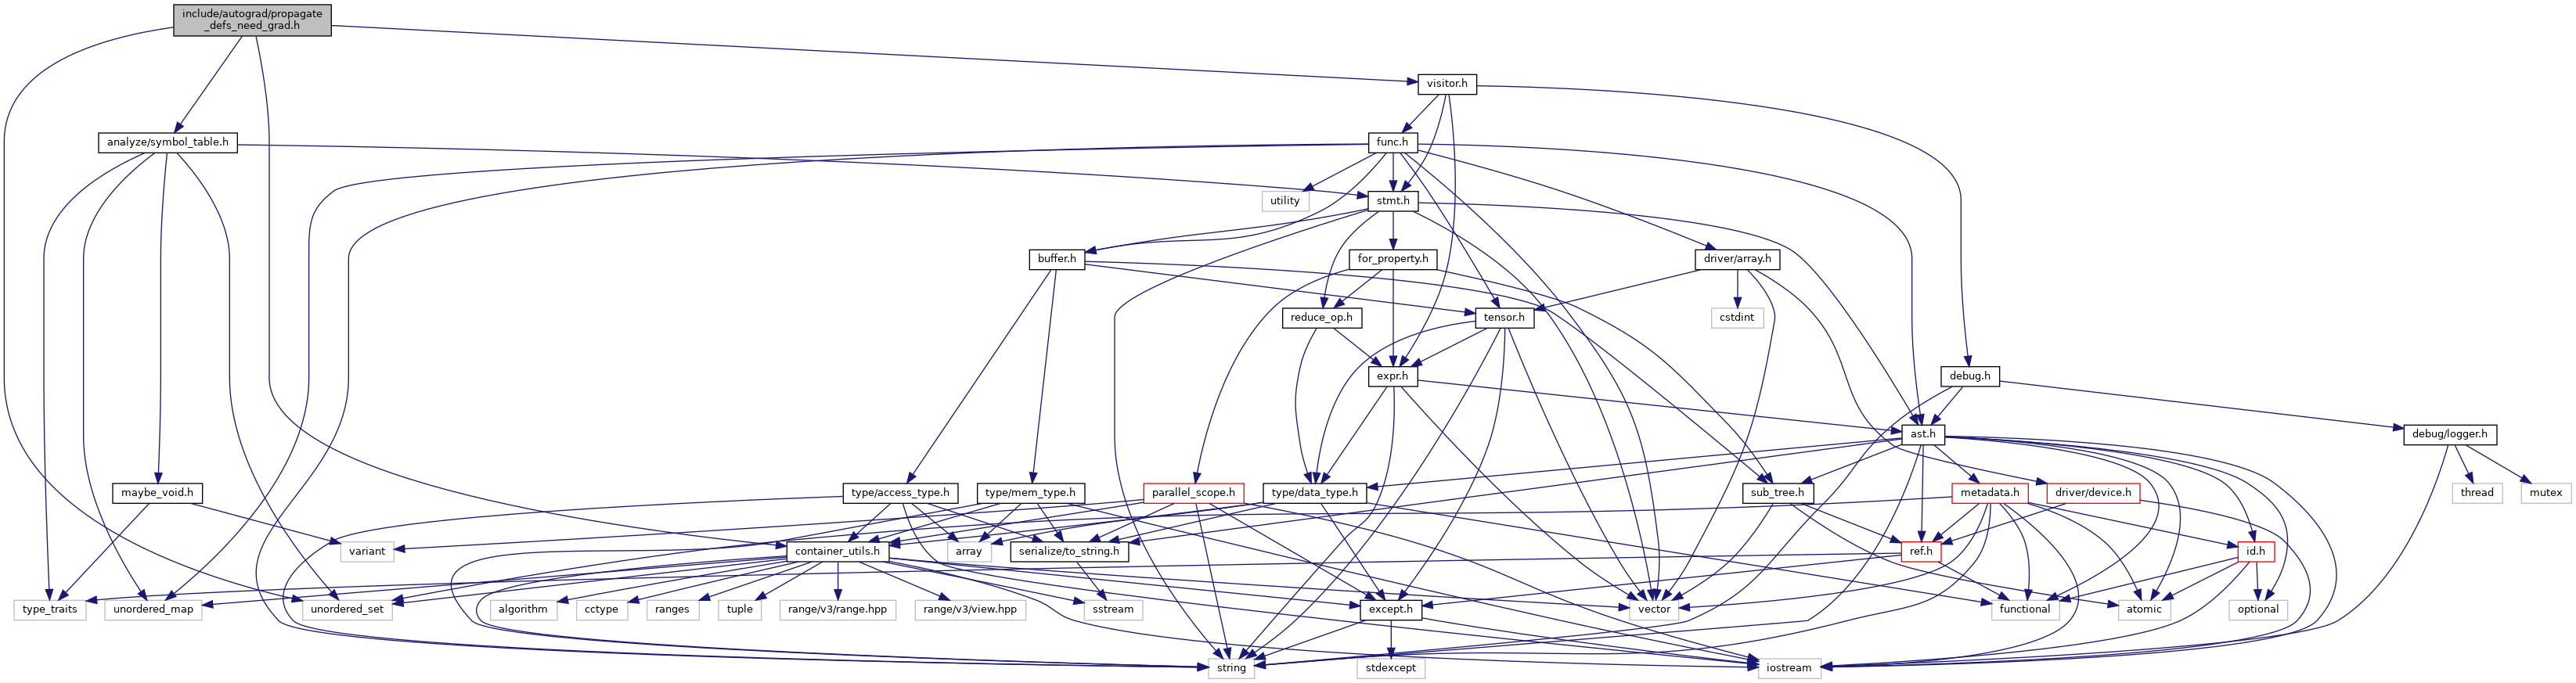 include/autograd/propagate
_defs_need_grad.h
visitor.h
analyze/symbol_table.h
func.h
utility
stmt.h
buffer.h
for_property.h
driver/array.h
reduce_op.h
tensor.h
cstdint
expr.h
debug.h
ast.h
debug/logger.h
maybe_void.h
type/access_type.h
type/mem_type.h
parallel_scope.h
type/data_type.h
sub_tree.h
metadata.h
driver/device.h
thread
mutex
variant
container_utils.h
array
serialize/to_string.h
ref.h
id.h
type_traits
unordered_map
unordered_set
algorithm
cctype
ranges
tuple
range/v3/range.hpp
range/v3/view.hpp
sstream
except.h
vector
functional
atomic
optional
string
stdexcept
iostream